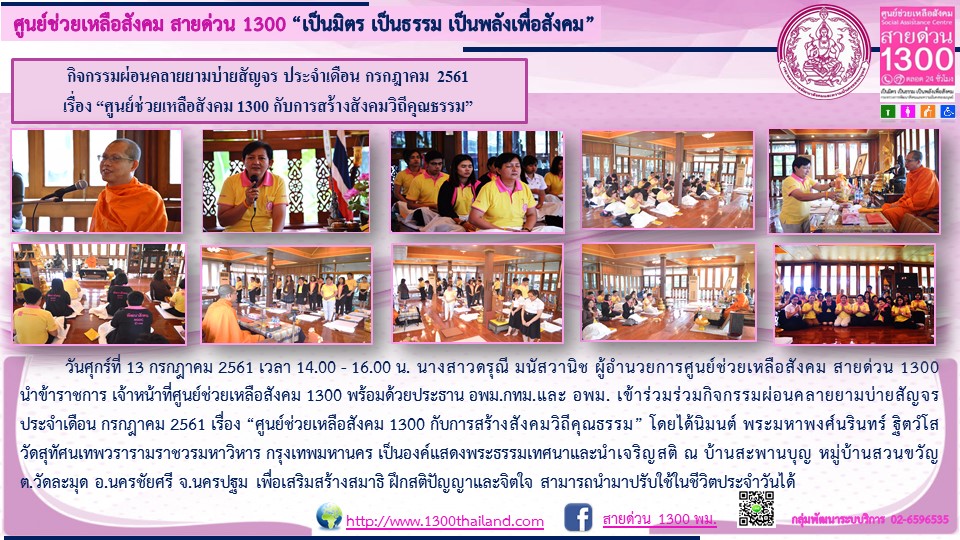 ศูนย์ช่วยเหลือสังคม สายด่วน 1300 “เป็นมิตร เป็นธรรม เป็นพลังเพื่อสังคม”
ศูนย์ช่วยเหลือสังคม
Social Assistance Centre
สายด่วน
1300
ตลอด 24 ชั่วโมง
เป็นมิตร เป็นธรรม เป็นพลังเพื่อสังคม
กิจกรรมผ่อนคลายยามบ่ายสัญจร ประจำเดือน กรกฎาคม 2561
เรื่อง “ศูนย์ช่วยเหลือสังคม 1300 กับการสร้างสังคมวิถีคุณธรรม”
วันศุกร์ที่ 13 กรกฎาคม 2561 เวลา 14.00 - 16.00 น. นางสาวดรุณี มนัสวานิช ผู้อำนวยการศูนย์ช่วยเหลือสังคม สายด่วน 1300
นำข้าราชการ เจ้าหน้าที่ศูนย์ช่วยเหลือสังคม 1300 พร้อมด้วยประธาน อพม.กทม.และ อพม. เข้าร่วมร่วมกิจกรรมผ่อนคลายยามบ่ายสัญจร
ประจำเดือน กรกฎาคม 2561 เรื่อง “ศูนย์ช่วยเหลือสังคม 1300 กับการสร้างสังคมวิถีคุณธรรม” โดยได้นิมนต์ พระมหาพงศ์นรินทร์ ฐิตวํโส
วัดสุทัศนเทพวรารามราชวรมหาวิหาร กรุงเทพมหานคร เป็นองค์แสดงพระธรรมเทศนาและนำเจริญสติ ณ บ้านสะพานบุญ หมู่บ้านสวนขวัญ
ต.วัดละมุด อ.นครชัยศรี จ.นครปฐม เพื่อเสริมสร้างสมาธิ ฝึกสติปัญญาและจิตใจ สามารถนำมาปรับใช้ในชีวิตประจำวันได้
http://www.1300thailand.com
สายด่วน 1300 พม.
กลุ่มพัฒนาระบบบริการ 02-6596535